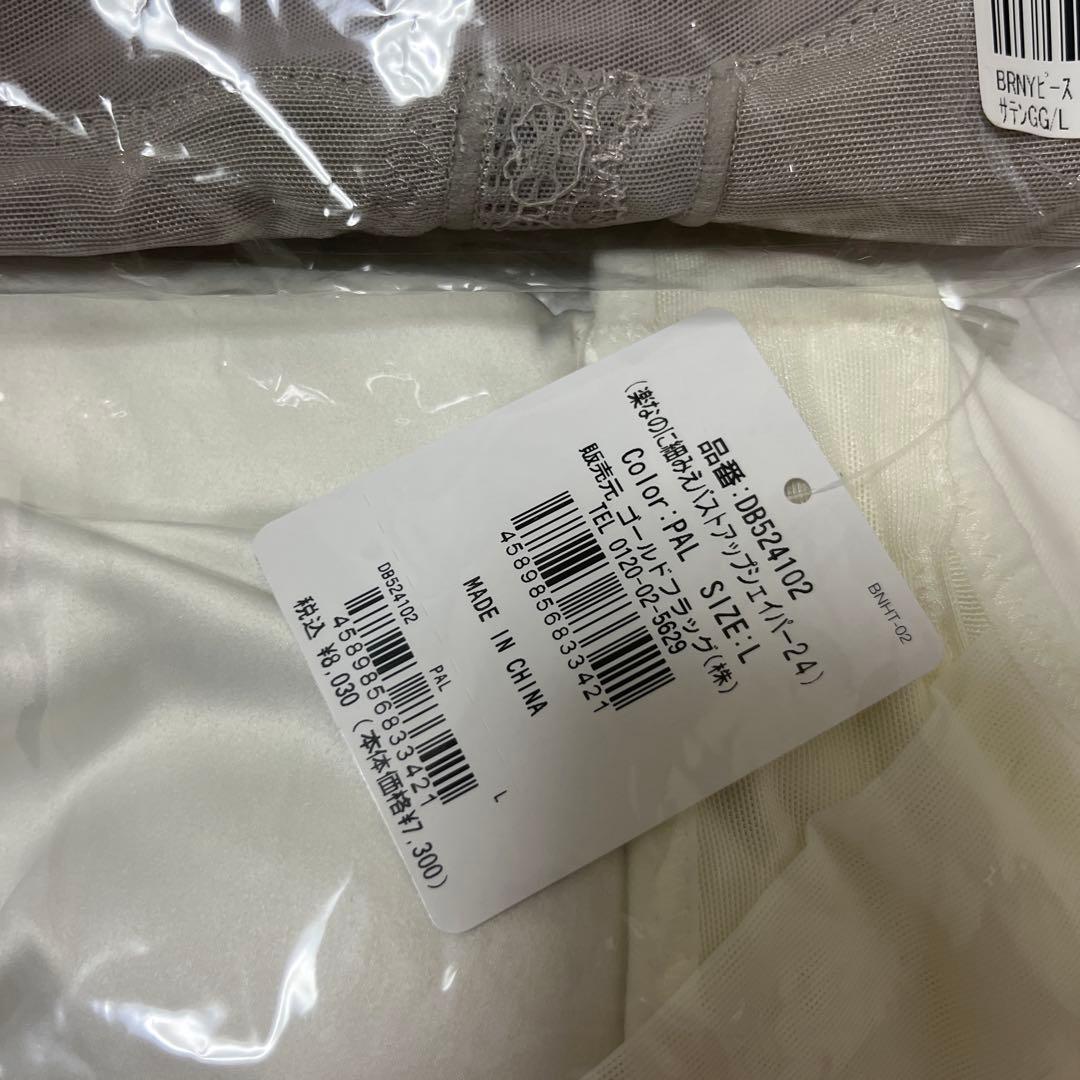 BRNYピース
サテンGG/L
BNHT-02
品番:DB524102
(楽なのに細みえバストアップシェイパー24)
Color:PAL SIZE:L
販売元 ゴールドフラッグ(株)
TEL 0120-02-5629
4589856833421
MADE IN CHINA
DB524102 PAL L
4589856833421
税込 ¥8,030 (本体価格¥7,300)